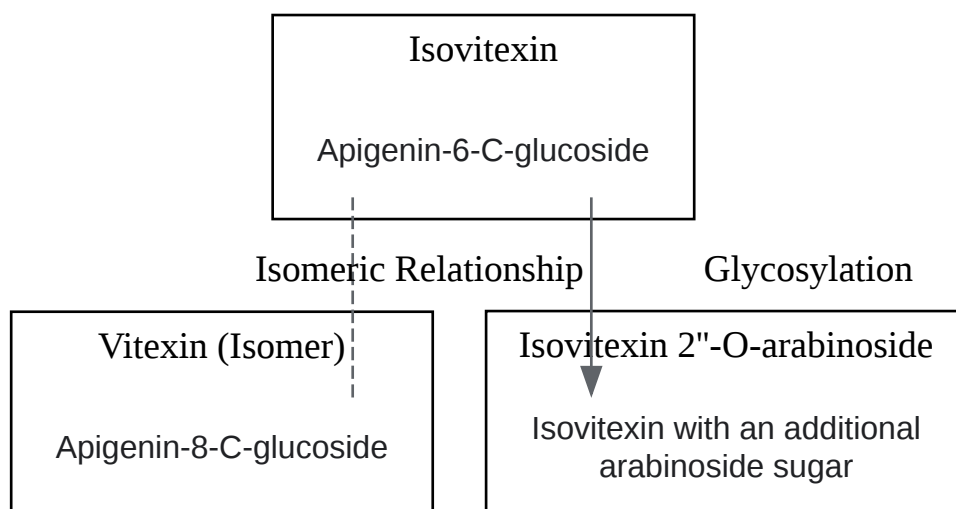 Isovitexin
Apigenin-6-C-glucoside
Isomeric Relationship
Glycosylation
Vitexin (Isomer)
Apigenin-8-C-glucoside
Isovitexin 2"-O-arabinoside
Isovitexin with an additional
arabinoside sugar